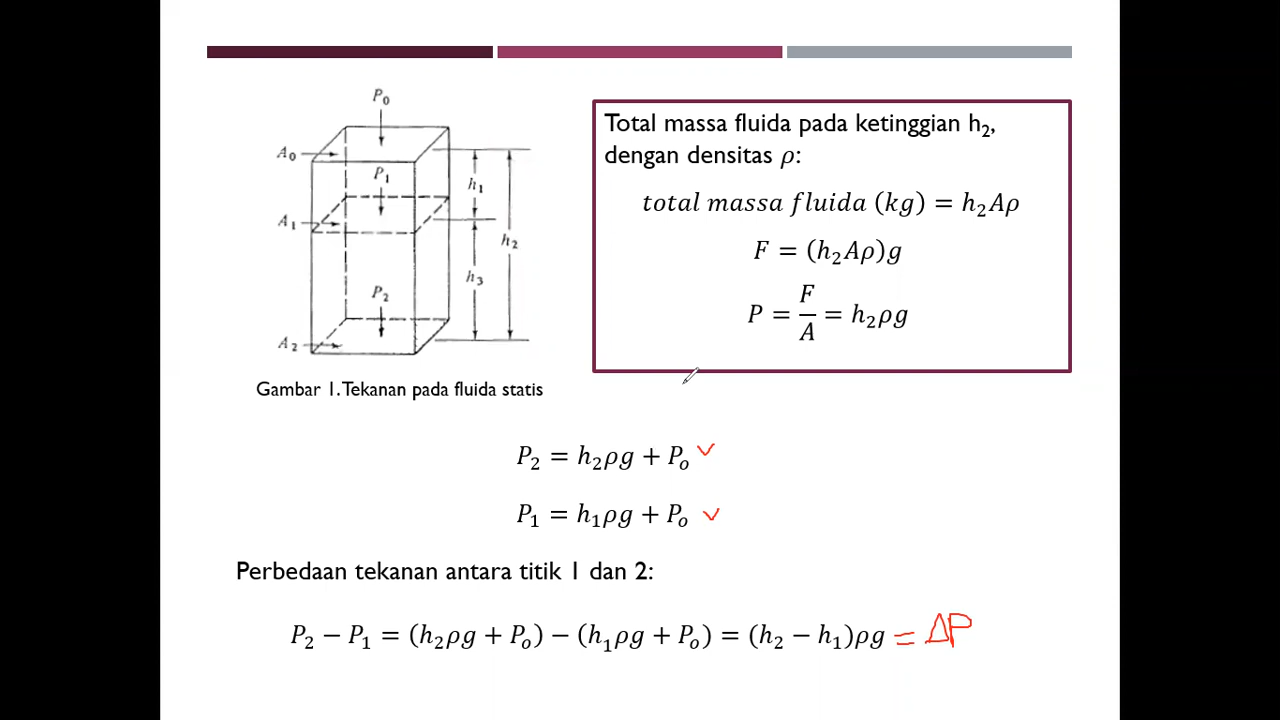 P₀
A₀
P₁
h₁
A₁
h₂
h₃
P₂
A₂
Gambar 1. Tekanan pada fluida statis
Total massa fluida pada ketinggian h₂,
dengan densitas ρ:
total massa fluida (kg) = h₂Aρ
F = (h₂Aρ)g
P = F/A = h₂ρg
P₂ = h₂ρg + Pₒ ✓
P₁ = h₁ρg + Pₒ ✓
Perbedaan tekanan antara titik 1 dan 2:
P₂ − P₁ = (h₂ρg + Pₒ) − (h₁ρg + Pₒ) = (h₂ − h₁)ρg = ΔP